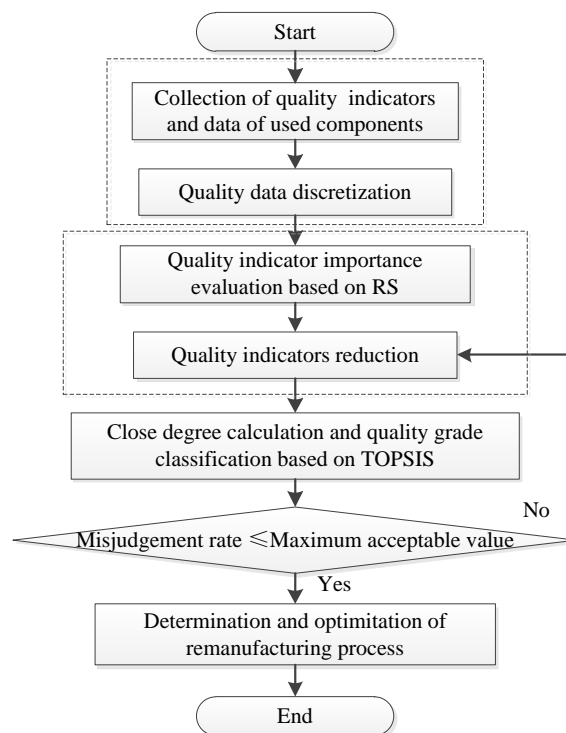 Start
Collection of quality indicators
and data of used components
Quality data discretization
Quality indicator importance
evaluation based on RS
Quality indicators reduction
Close degree calculation and quality grade
classification based on TOPSIS
No
Misjudgement rate ≤Maximum acceptable value
Yes
Determination and optimitation of
remanufacturing process
End